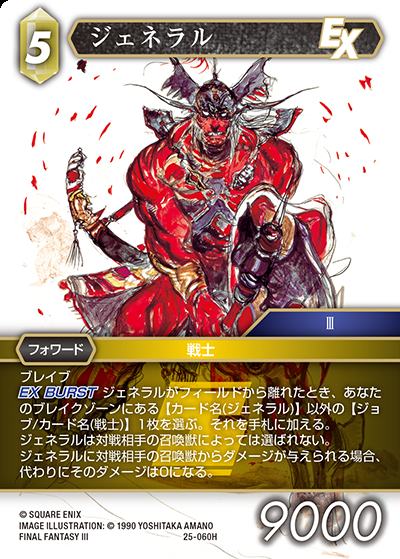 5
ジェネラル
EX
III
フォワード
戦士
ブレイブ
EX BURST ジェネラルがフィールドから離れたとき、あなた
のブレイクゾーンにある【カード名(ジェネラル)】以外の【ジョ
ブ/カード名(戦士)】1枚を選ぶ。それを手札に加える。
ジェネラルは対戦相手の召喚獣によっては選ばれない。
ジェネラルに対戦相手の召喚獣からダメージが与えられる場合、
代わりにそのダメージは0になる。
© SQUARE ENIX
IMAGE ILLUSTRATION: © 1990 YOSHITAKA AMANO
FINAL FANTASY III
25-060H
9000